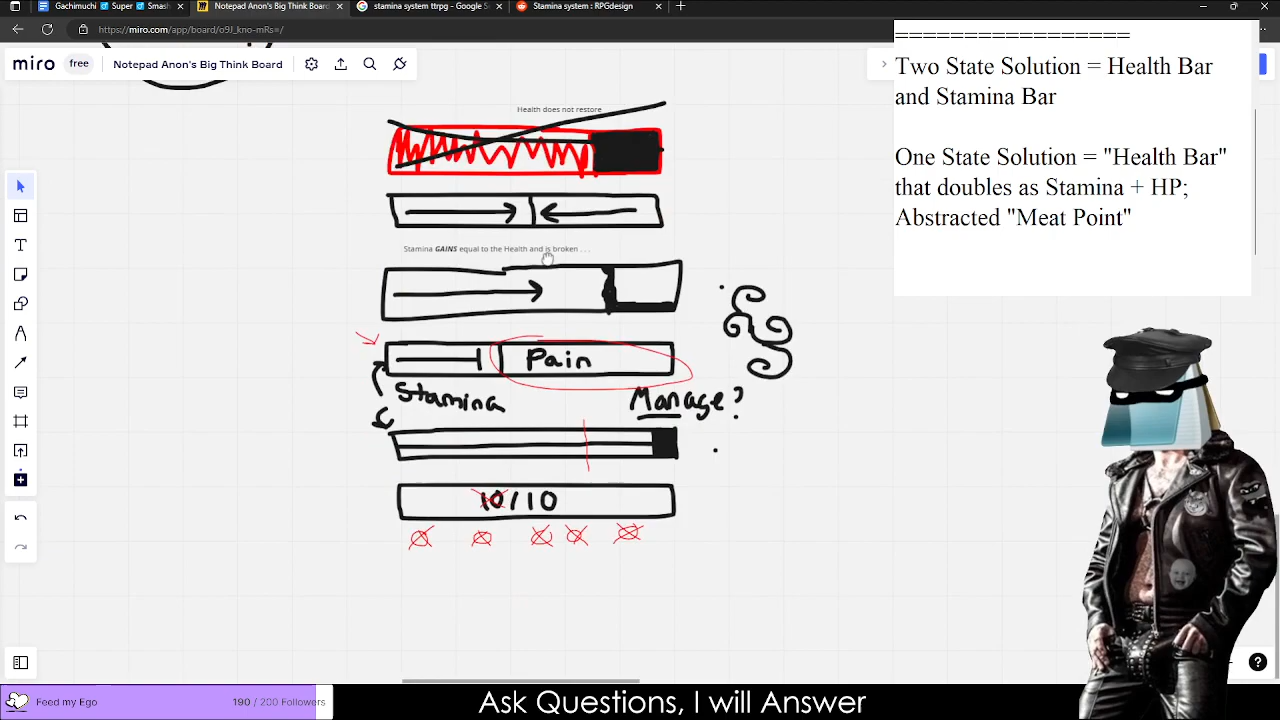 Gachimuchi
Super Smash
Notepad Anon's Big Think Board
stamina system ttrpg - Google S
Stamina system : RPGdesign
https://miro.com/app/board/o9J_kno-mRs=/
miro
free
Notepad Anon's Big Think Board
==================
Two State Solution = Health Bar
and Stamina Bar
One State Solution = "Health Bar"
that doubles as Stamina + HP;
Abstracted "Meat Point"
Health does not restore
Stamina GAINS equal to the Health and is broken . . .
Pain
Stamina
Manage?
10/10
Feed my Ego
190 / 200 Followers
Ask Questions, I will Answer